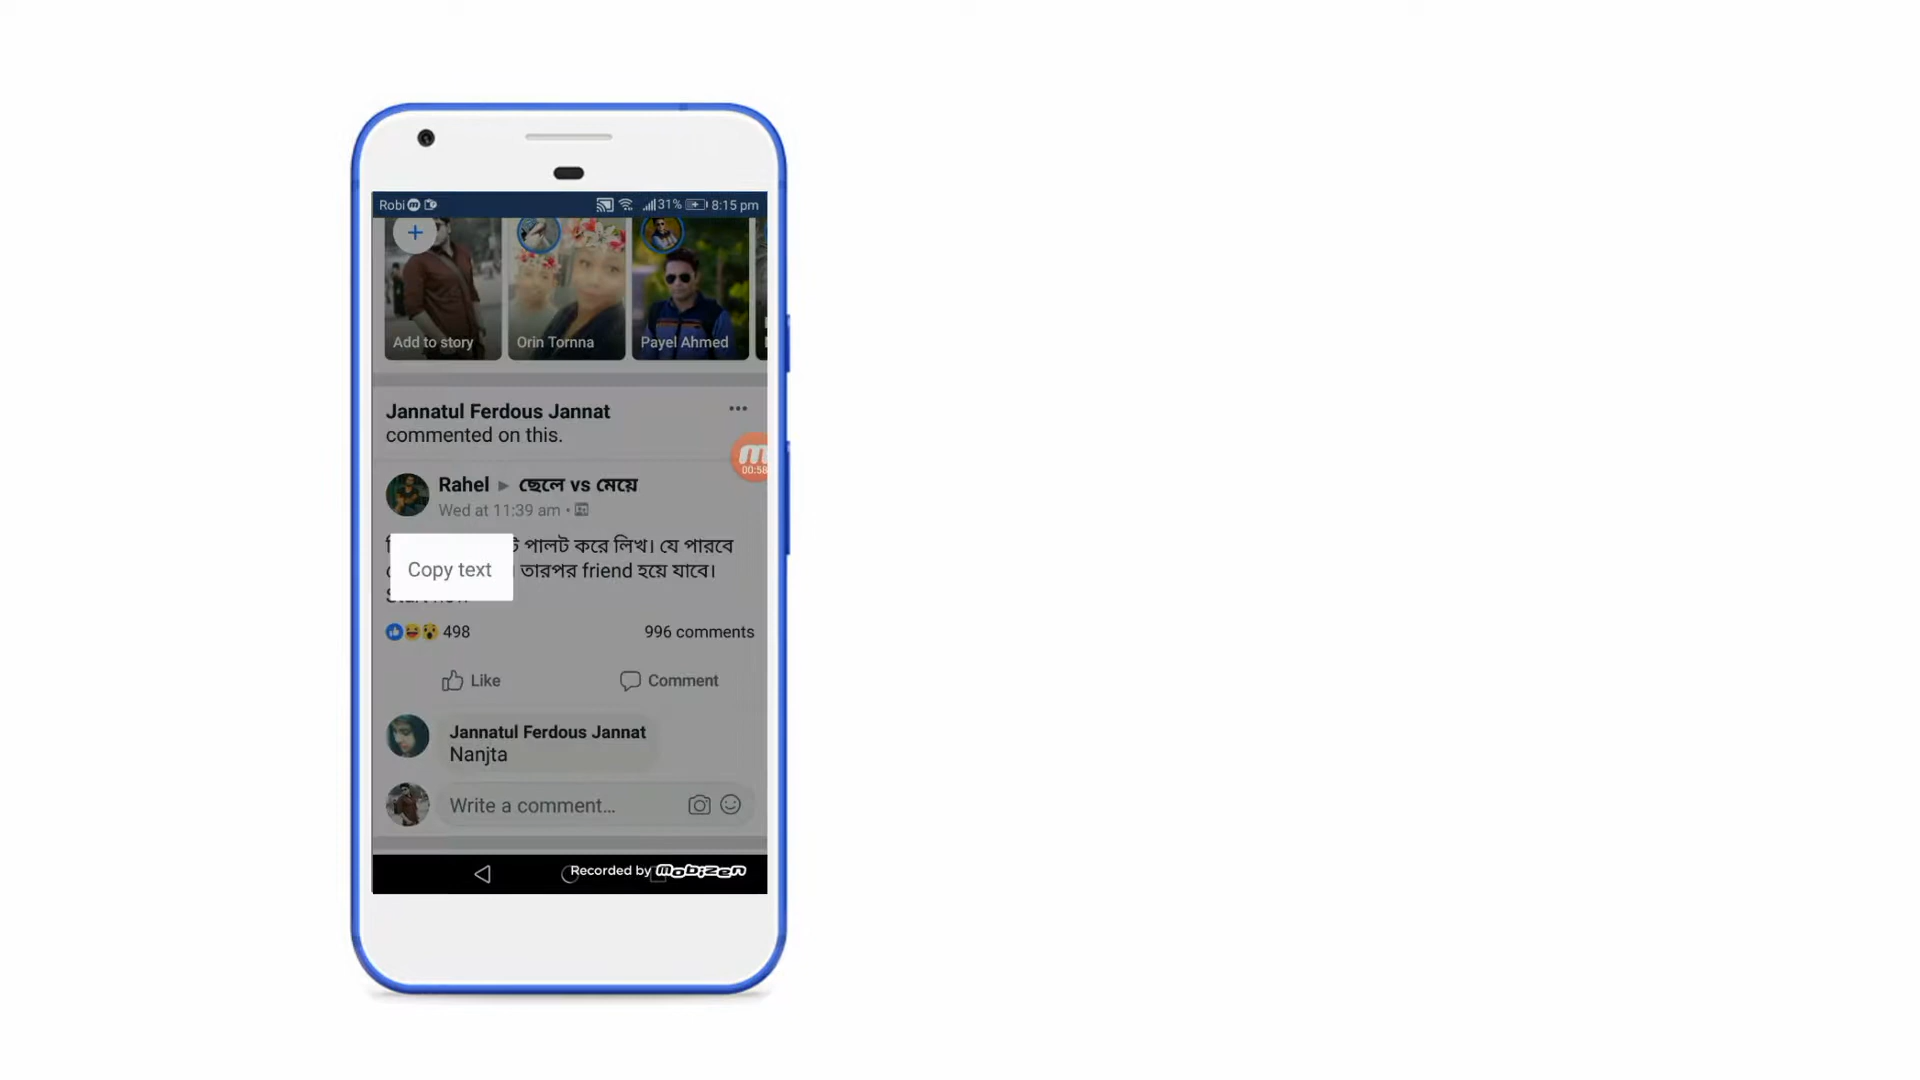 Robi 31% 8:15 pm
Add to story
Orin Tornna
Payel Ahmed
Jannatul Ferdous Jannat
commented on this.
00:58
Rahel ▸ ছেলে vs মেয়ে
Wed at 11:39 am •
পালট করে লিখ। যে পারবে
Copy text
। তারপর friend হয়ে যাবে।
498
996 comments
Like
Comment
Jannatul Ferdous Jannat
Nanjta
Write a comment...
Recorded by mobizen